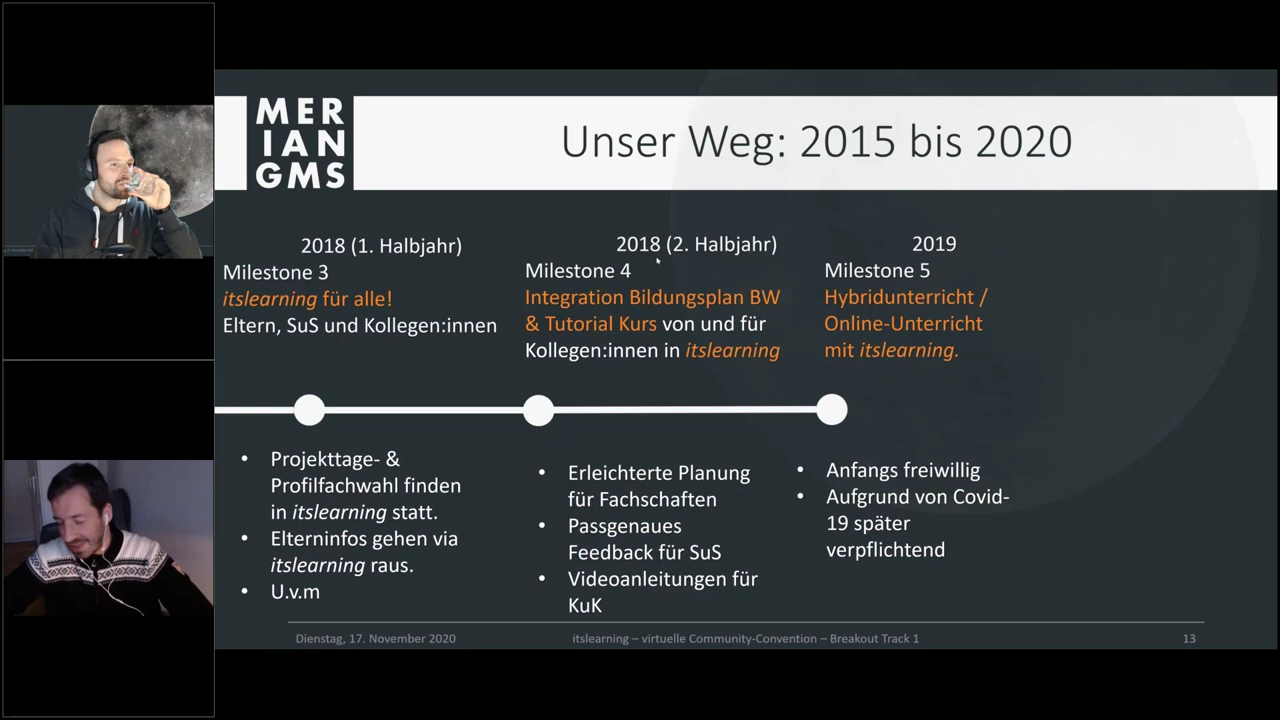 MER
IAN
GMS
Unser Weg: 2015 bis 2020
2018 (1. Halbjahr)
Milestone 3
itslearning für alle!
Eltern, SuS und Kollegen:innen
2018 (2. Halbjahr)
Milestone 4
Integration Bildungsplan BW
& Tutorial Kurs von und für
Kollegen:innen in itslearning
2019
Milestone 5
Hybridunterricht /
Online-Unterricht
mit itslearning.
• Projekttage- &
Profilfachwahl finden
in itslearning statt.
• Elterninfos gehen via
itslearning raus.
• U.v.m
• Erleichterte Planung
für Fachschaften
• Passgenaues
Feedback für SuS
• Videoanleitungen für
KuK
• Anfangs freiwillig
• Aufgrund von Covid-
19 später
verpflichtend
Dienstag, 17. November 2020
itslearning – virtuelle Community-Convention – Breakout Track 1
13